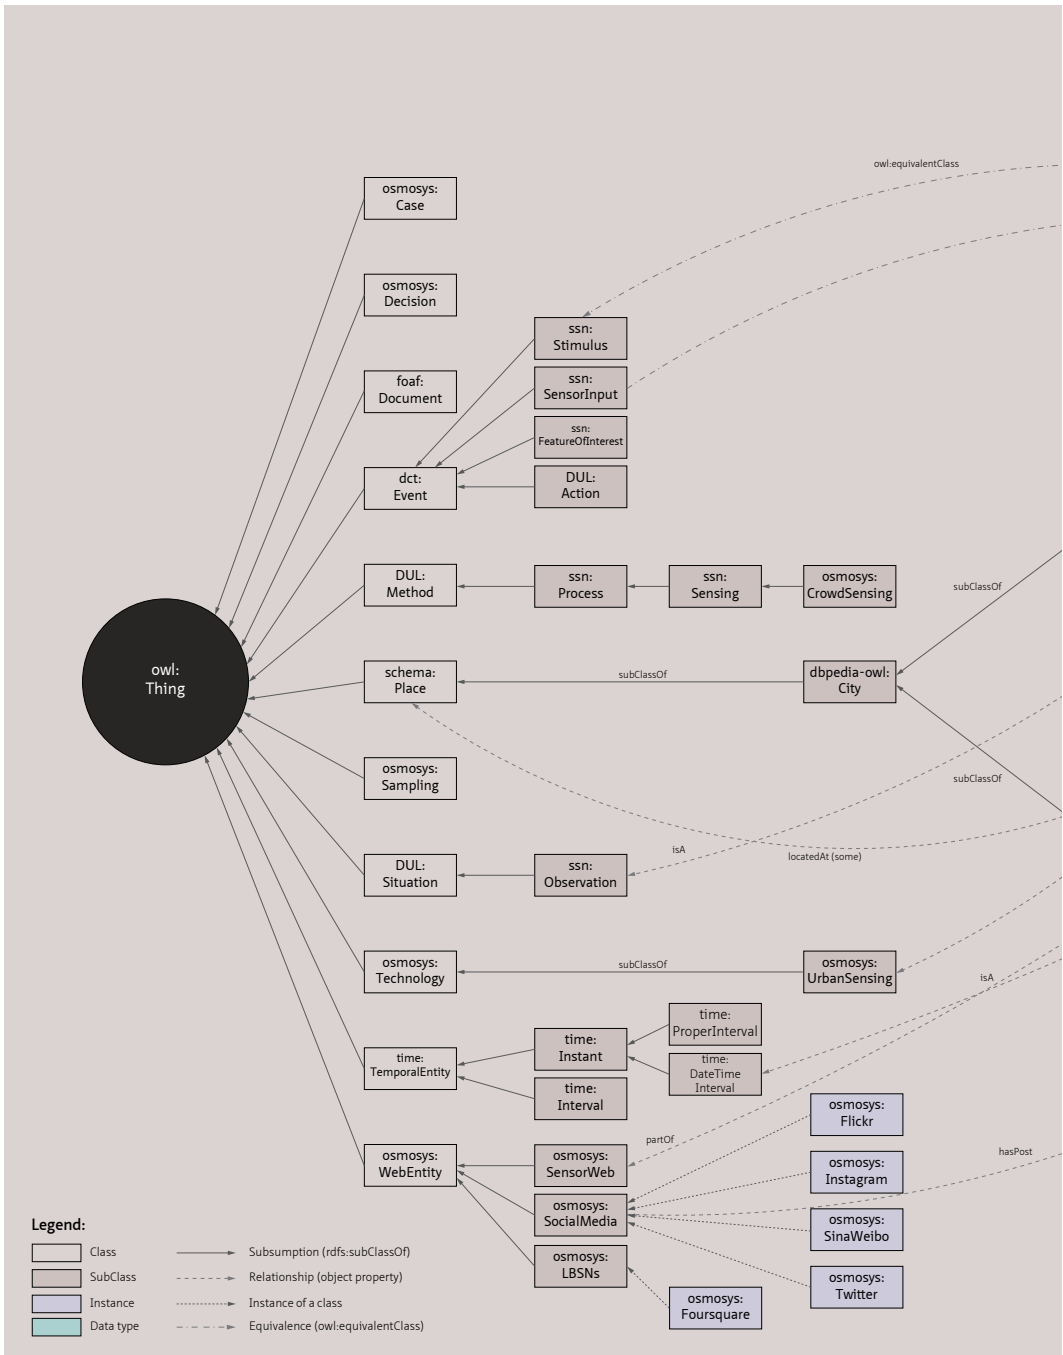 owl:equivalentClass
osmosys:
Case
osmosys:
Decision
ssn:
Stimulus
foaf:
Document
ssn:
SensorInput
ssn:
FeatureOfInterest
dct:
Event
DUL:
Action
DUL:
Method
ssn:
Process
ssn:
Sensing
osmosys:
CrowdSensing
subClassOf
owl:
Thing
schema:
Place
subClassOf
dbpedia-owl:
City
osmosys:
Sampling
subClassOf
isA
locatedAt (some)
DUL:
Situation
ssn:
Observation
osmosys:
Technology
subClassOf
osmosys:
UrbanSensing
isA
time:
ProperInterval
time:
Instant
time:
TemporalEntity
time:
DateTime
Interval
time:
Interval
osmosys:
Flickr
partOf
hasPost
osmosys:
WebEntity
osmosys:
SensorWeb
osmosys:
Instagram
osmosys:
SocialMedia
osmosys:
SinaWeibo
osmosys:
LBSNs
osmosys:
Twitter
osmosys:
Foursquare
Legend:
Class
Subsumption (rdfs:subClassOf)
SubClass
Relationship (object property)
Instance
Instance of a class
Data type
Equivalence (owl:equivalentClass)